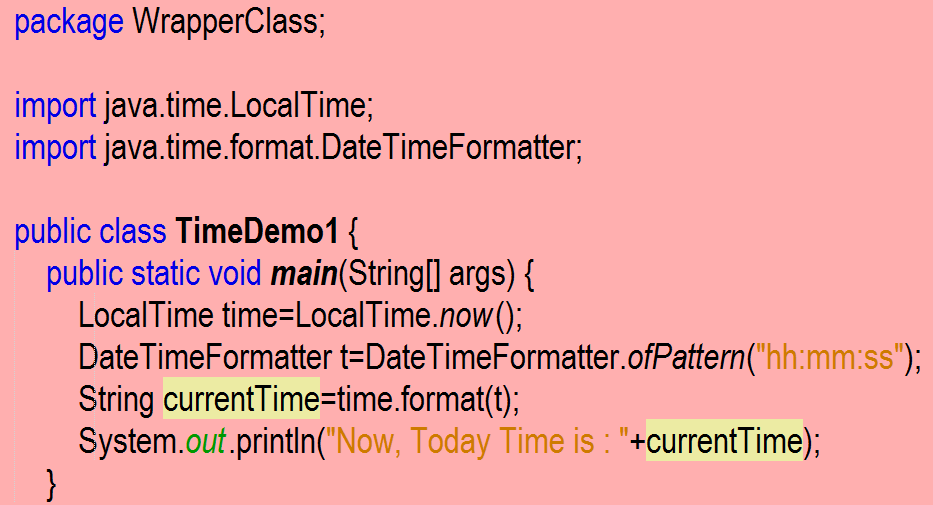 package WrapperClass;
import java.time.LocalTime;
import java.time.format.DateTimeFormatter;
public class TimeDemo1 {
public static void main(String[] args) {
LocalTime time=LocalTime.now();
DateTimeFormatter t=DateTimeFormatter.ofPattern("hh:mm:ss");
String currentTime=time.format(t);
System.out.println("Now, Today Time is : "+currentTime);
}